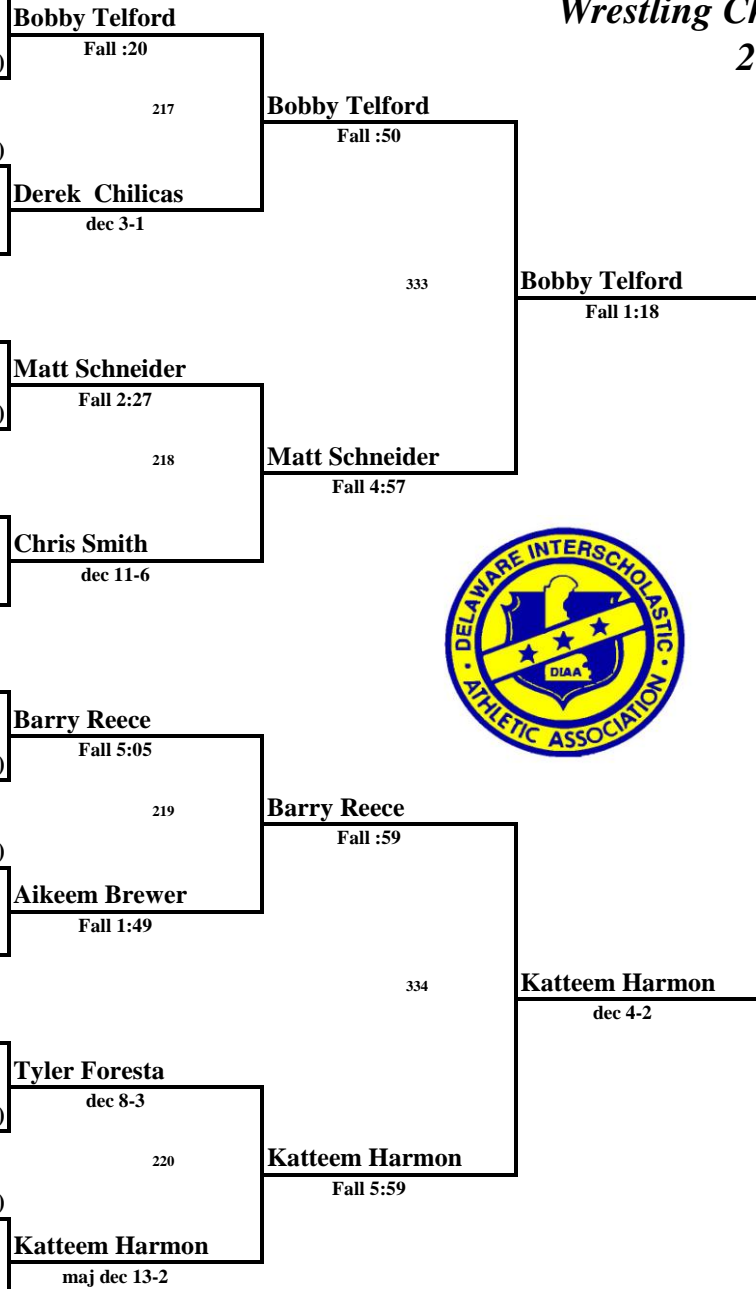 Wrestling Ch
2
Bobby Telford
Fall :20
)
217
Bobby Telford
Fall :50
)
Derek Chilicas
dec 3-1
333
Bobby Telford
Fall 1:18
Matt Schneider
Fall 2:27
)
218
Matt Schneider
Fall 4:57
Chris Smith
dec 11-6
DELAWARE INTERSCHOLASTIC
• ATHLETIC ASSOCIATION •
DIAA
Barry Reece
Fall 5:05
)
219
Barry Reece
Fall :59
)
Aikeem Brewer
Fall 1:49
334
Katteem Harmon
dec 4-2
Tyler Foresta
dec 8-3
)
220
Katteem Harmon
Fall 5:59
)
Katteem Harmon
maj dec 13-2